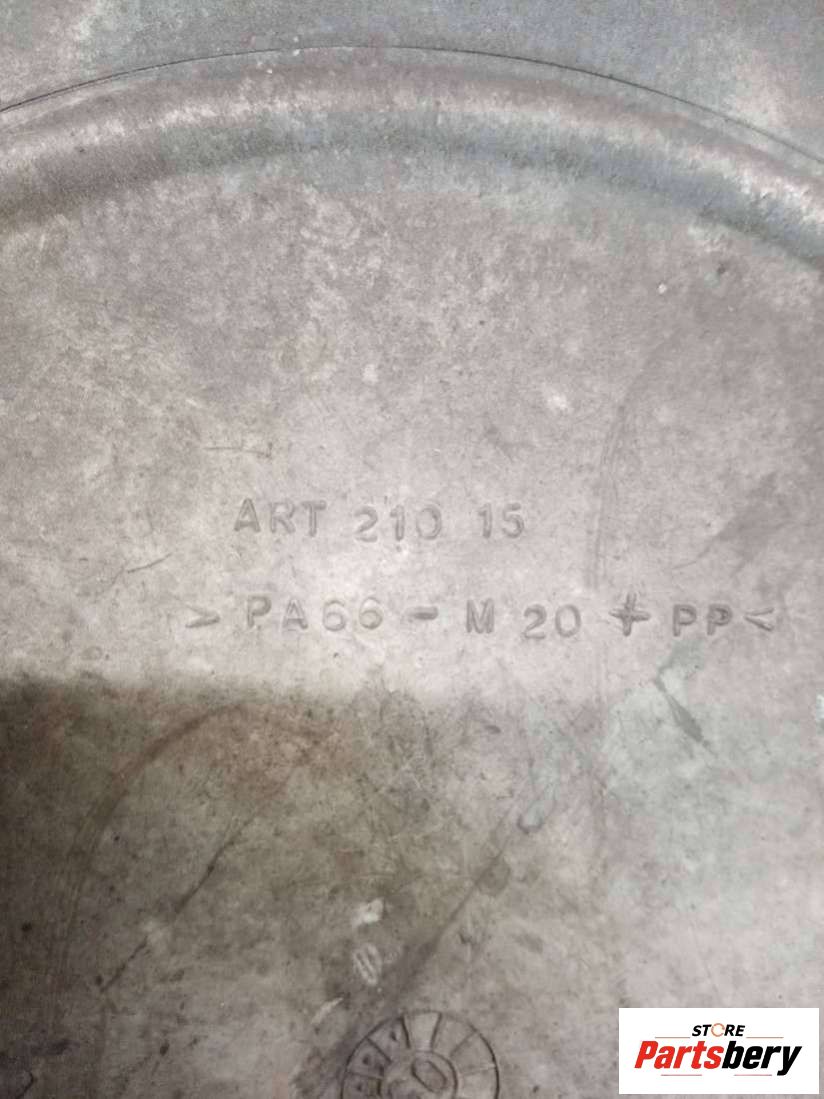 ART 210 15
> PA66 - M 20 + PP <
STORE
Partsbery